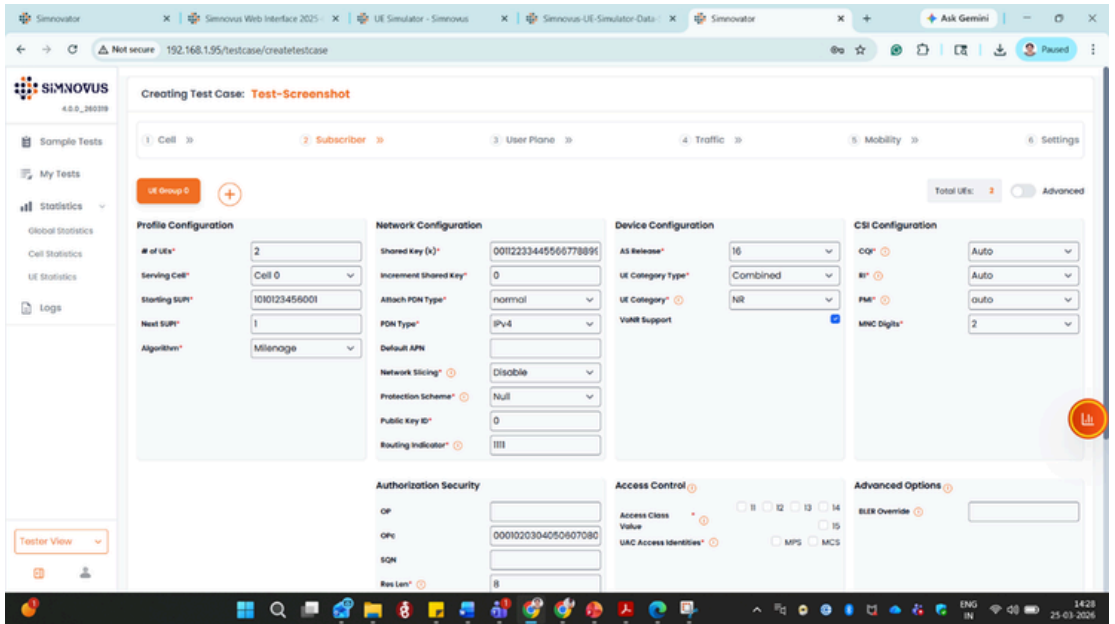 Simnovator
Simnovus Web Interface 2025 -
UE Simulator - Simnovus
Simnovus-UE-Simulator-Data
Simnovator
Ask Gemini
Not secure
192.168.1.95/testcase/createtestcase
Paused
SIMNOVUS
4.0.0_260319
Creating Test Case: Test-Screenshot
1 Cell
2 Subscriber
3 User Plane
4 Traffic
5 Mobility
6 Settings
Sample Tests
My Tests
Statistics
Global Statistics
Cell Statistics
UE Statistics
Logs
UE Group 0
Total UEs: 2
Advanced
Profile Configuration
# of UEs* 2
Serving Cell* Cell 0
Starting SUPI* 1010123456001
Next SUPI* 1
Algorithm* Milenage
Network Configuration
Shared Key (k)* 00112233445566778899
Increment Shared Key* 0
Attach PDN Type* normal
PDN Type* IPv4
Default APN
Network Slicing* Disable
Protection Scheme* Null
Public Key ID* 0
Routing Indicator* 1111
Device Configuration
AS Release* 16
UE Category Type* Combined
UE Category* NR
VoNR Support
CSI Configuration
CQI* Auto
RI* Auto
PMI* auto
MNC Digits* 2
Authorization Security
OP
OPc 0001020304050607080
SQN
Res Len* 8
Access Control
Access Class Value * 11 12 13 14 15
UAC Access Identities* MPS MCS
Advanced Options
BLER Override
Tester View
ENG
IN
14:28
25-03-2026